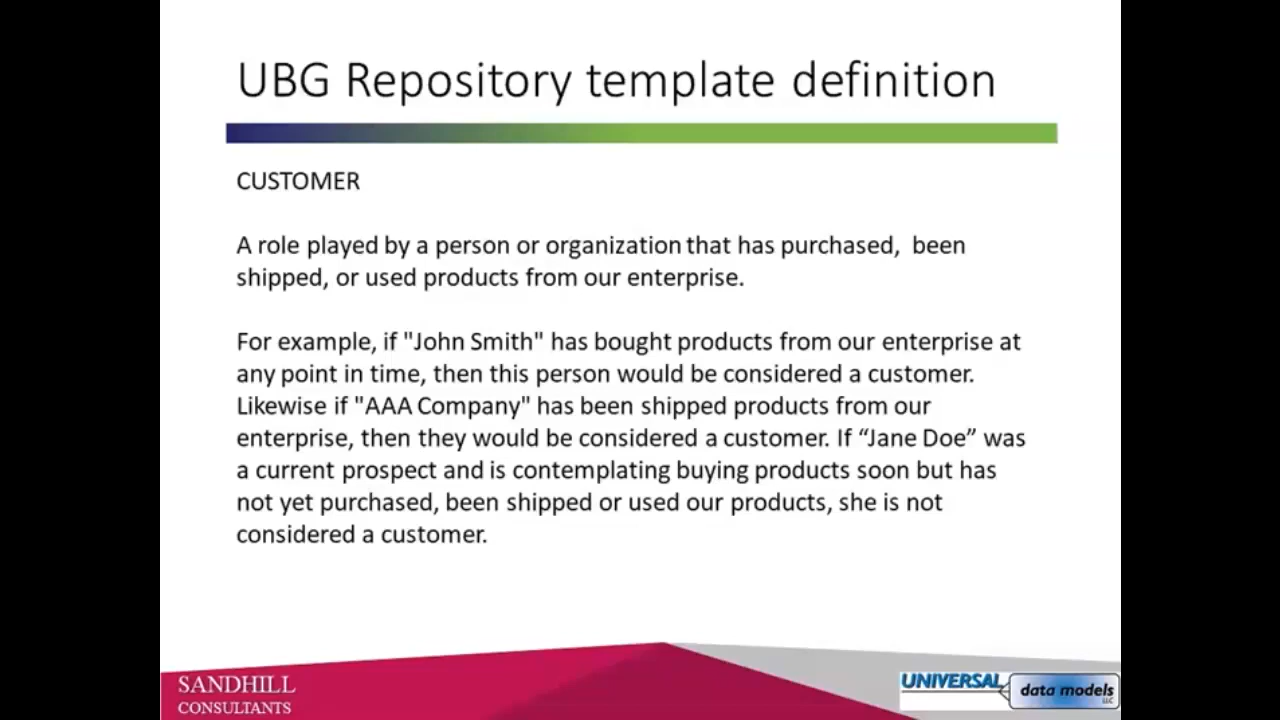 UBG Repository template definition
CUSTOMER
A role played by a person or organization that has purchased, been
shipped, or used products from our enterprise.
For example, if "John Smith" has bought products from our enterprise at
any point in time, then this person would be considered a customer.
Likewise if "AAA Company" has been shipped products from our
enterprise, then they would be considered a customer. If “Jane Doe” was
a current prospect and is contemplating buying products soon but has
not yet purchased, been shipped or used our products, she is not
considered a customer.
SANDHILL
CONSULTANTS
UNIVERSAL
data models
LLC